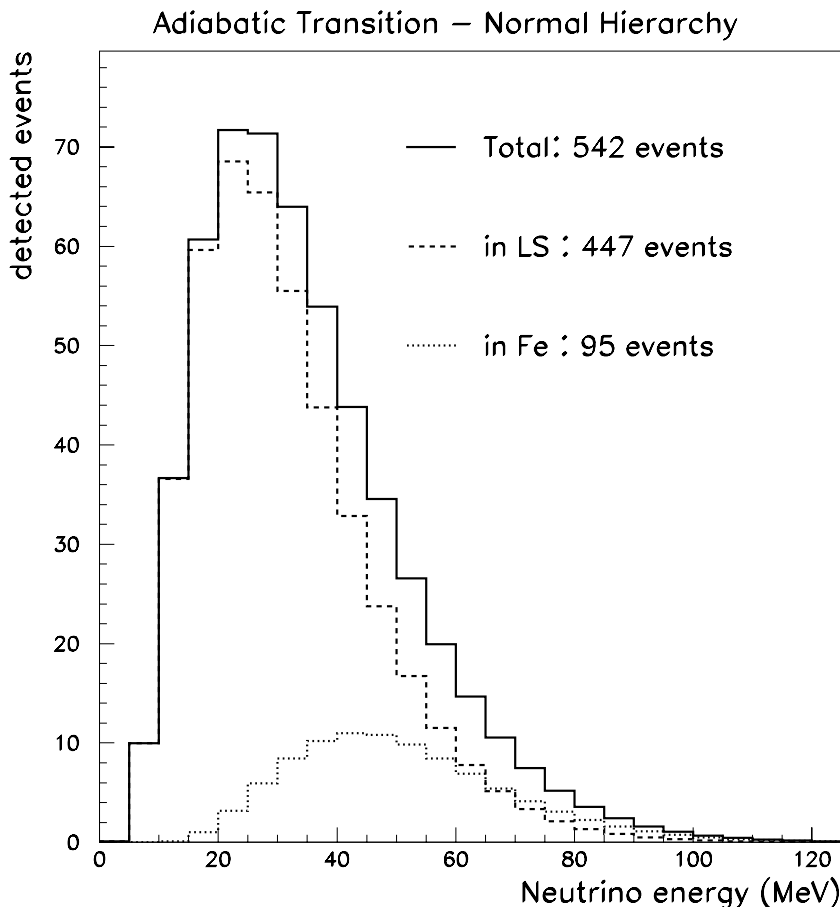 Adiabatic Transition – Normal Hierarchy
detected events
70
60
50
40
30
20
10
0
Total: 542 events
in LS : 447 events
in Fe : 95 events
0 20 40 60 80 100 120
Neutrino energy (MeV)